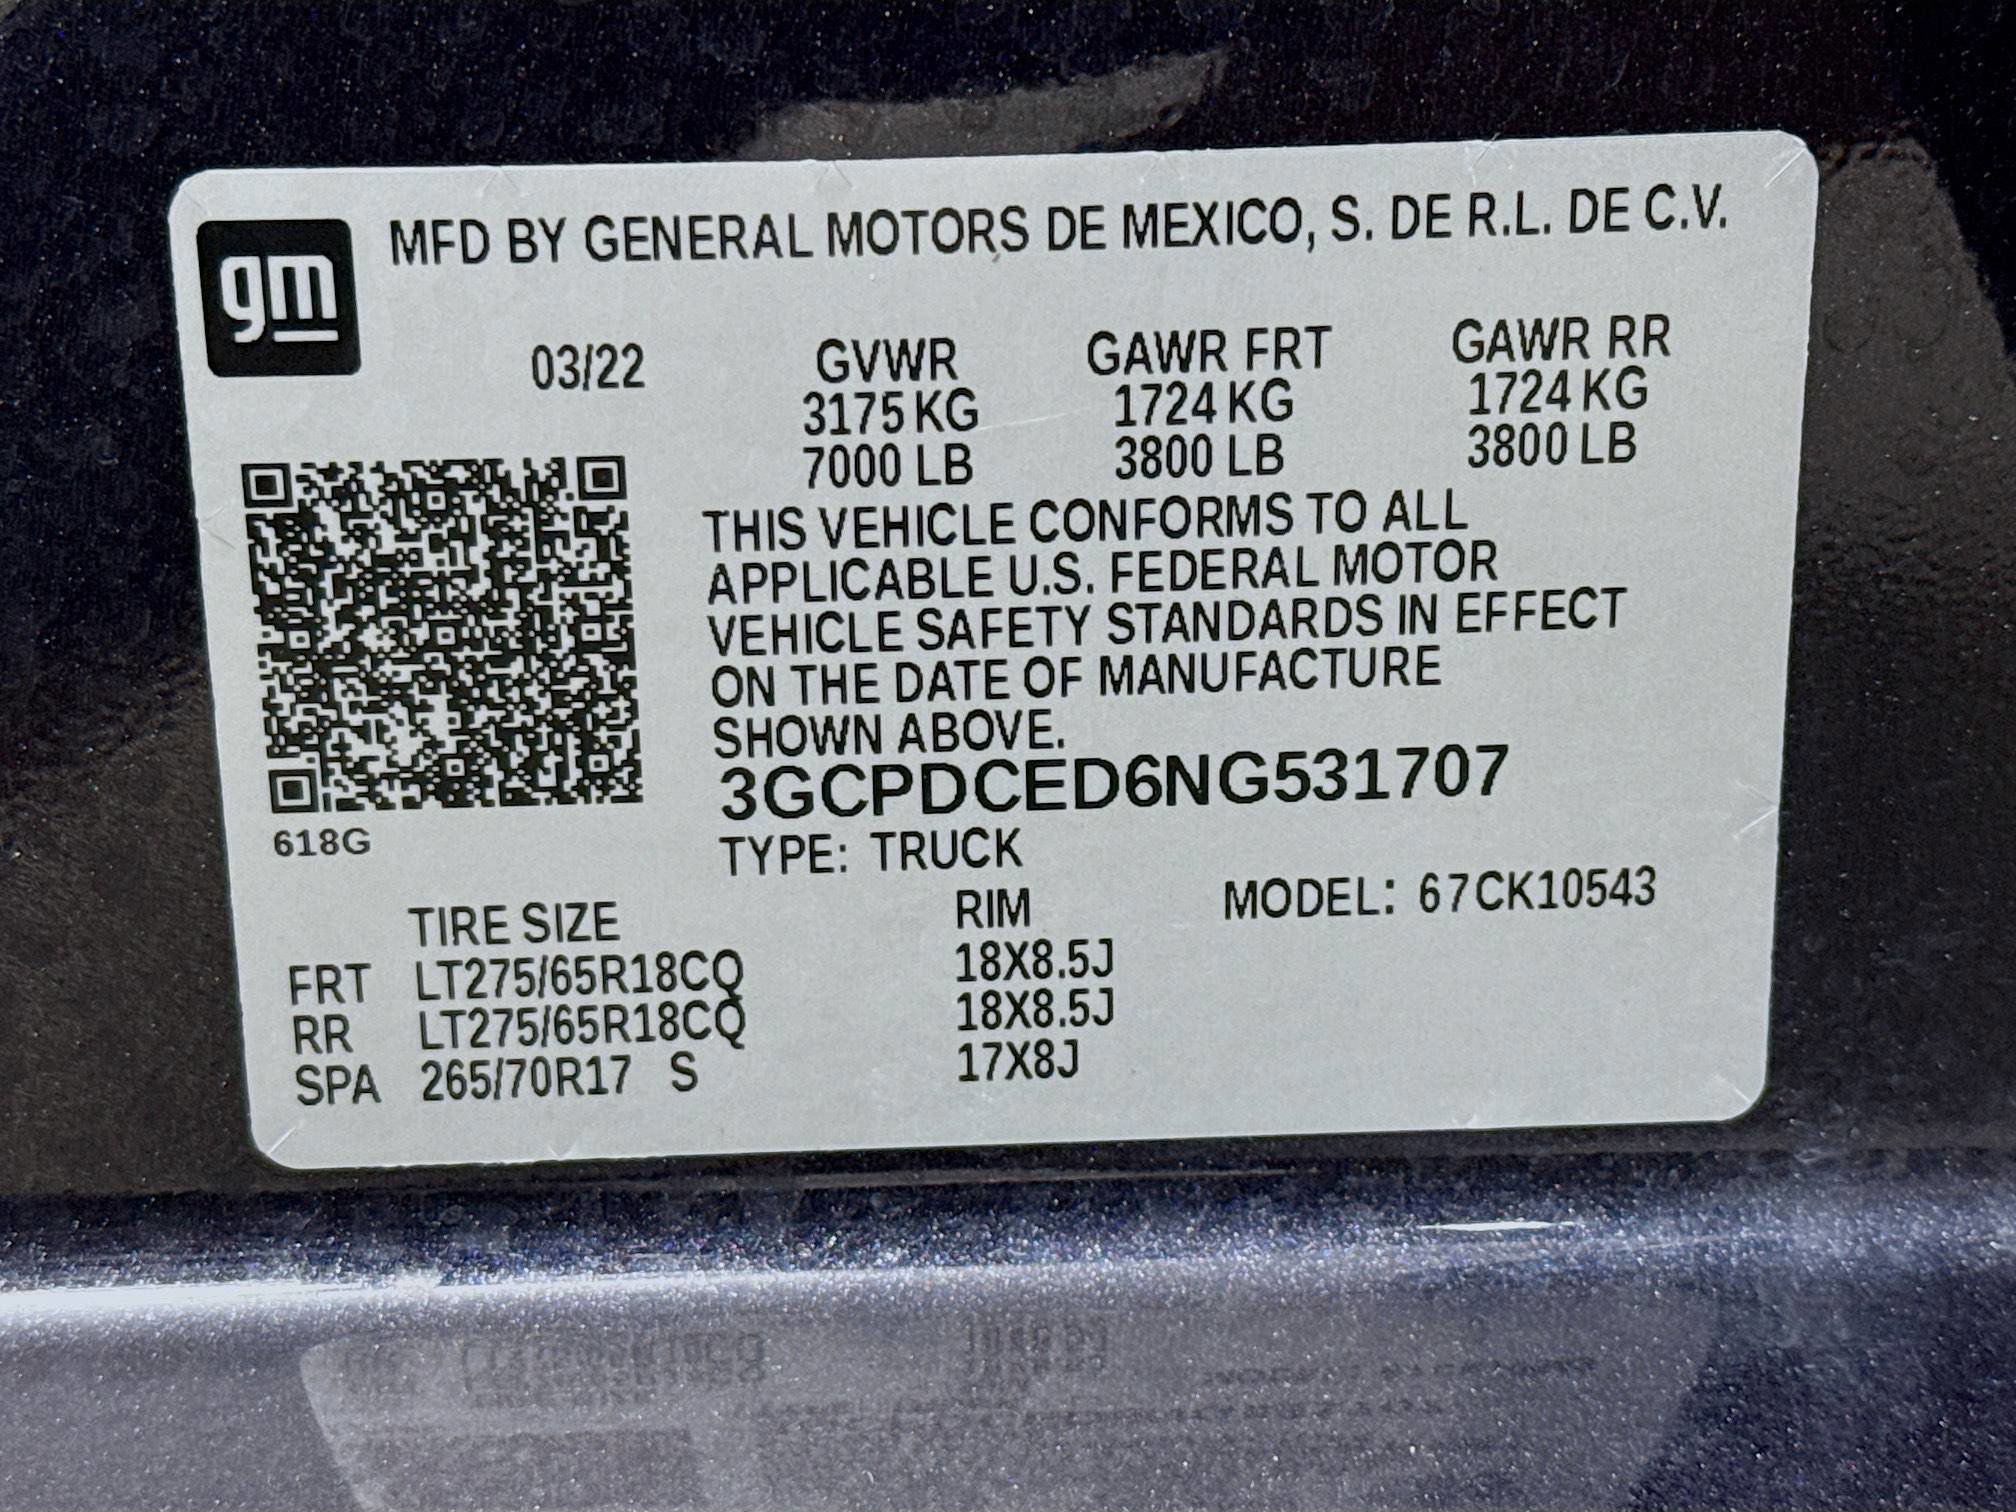 gm MFD BY GENERAL MOTORS DE MEXICO, S. DE R.L. DE C.V.
03/22 GVWR GAWR FRT GAWR RR
3175 KG 1724 KG 1724 KG
7000 LB 3800 LB 3800 LB
THIS VEHICLE CONFORMS TO ALL
APPLICABLE U.S. FEDERAL MOTOR
VEHICLE SAFETY STANDARDS IN EFFECT
ON THE DATE OF MANUFACTURE
SHOWN ABOVE.
3GCPDCED6NG531707
618G
TYPE: TRUCK
TIRE SIZE RIM MODEL: 67CK10543
FRT LT275/65R18CQ 18X8.5J
RR LT275/65R18CQ 18X8.5J
SPA 265/70R17 S 17X8J